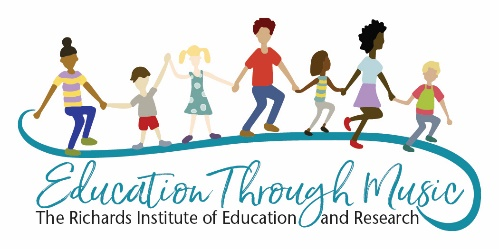 Education Through Music
The Richards Institute of Education and Research